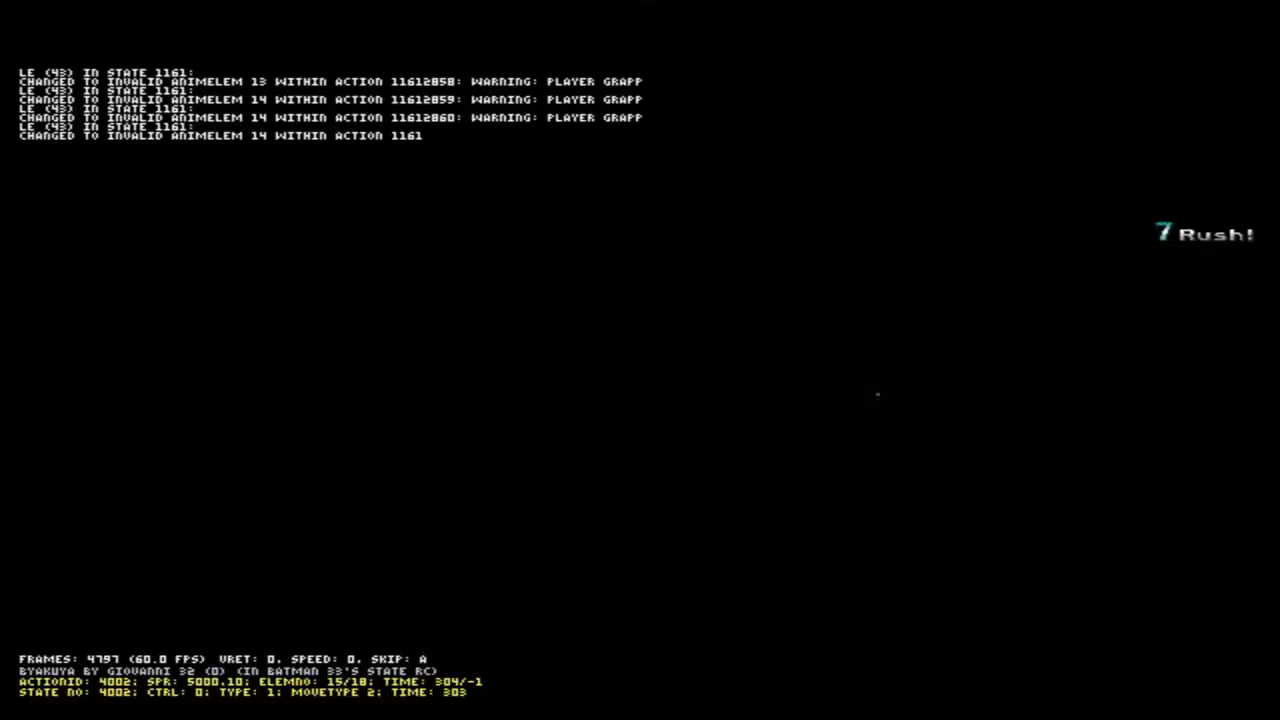 LE (43) IN STATE 1161:
CHANGED TO INVALID ANIMELEM 13 WITHIN ACTION 11612858: WARNING: PLAYER GRAPP
LE (43) IN STATE 1161:
CHANGED TO INVALID ANIMELEM 14 WITHIN ACTION 11612859: WARNING: PLAYER GRAPP
LE (43) IN STATE 1161:
CHANGED TO INVALID ANIMELEM 14 WITHIN ACTION 11612860: WARNING: PLAYER GRAPP
LE (43) IN STATE 1161:
CHANGED TO INVALID ANIMELEM 14 WITHIN ACTION 1161
7 Rush!
FRAMES: 4797 (60.0 FPS) VRET: 0, SPEED: 0, SKIP: A
BYAKUYA BY GIOVANNI 32 (0) (IN BATMAN 33'S STATE RC)
ACTIONID: 4002; SPR: 5000,10; ELEMNO: 15/18; TIME: 304/-1
STATE NO: 4002; CTRL: 0; TYPE: 1; MOVETYPE 2; TIME: 303